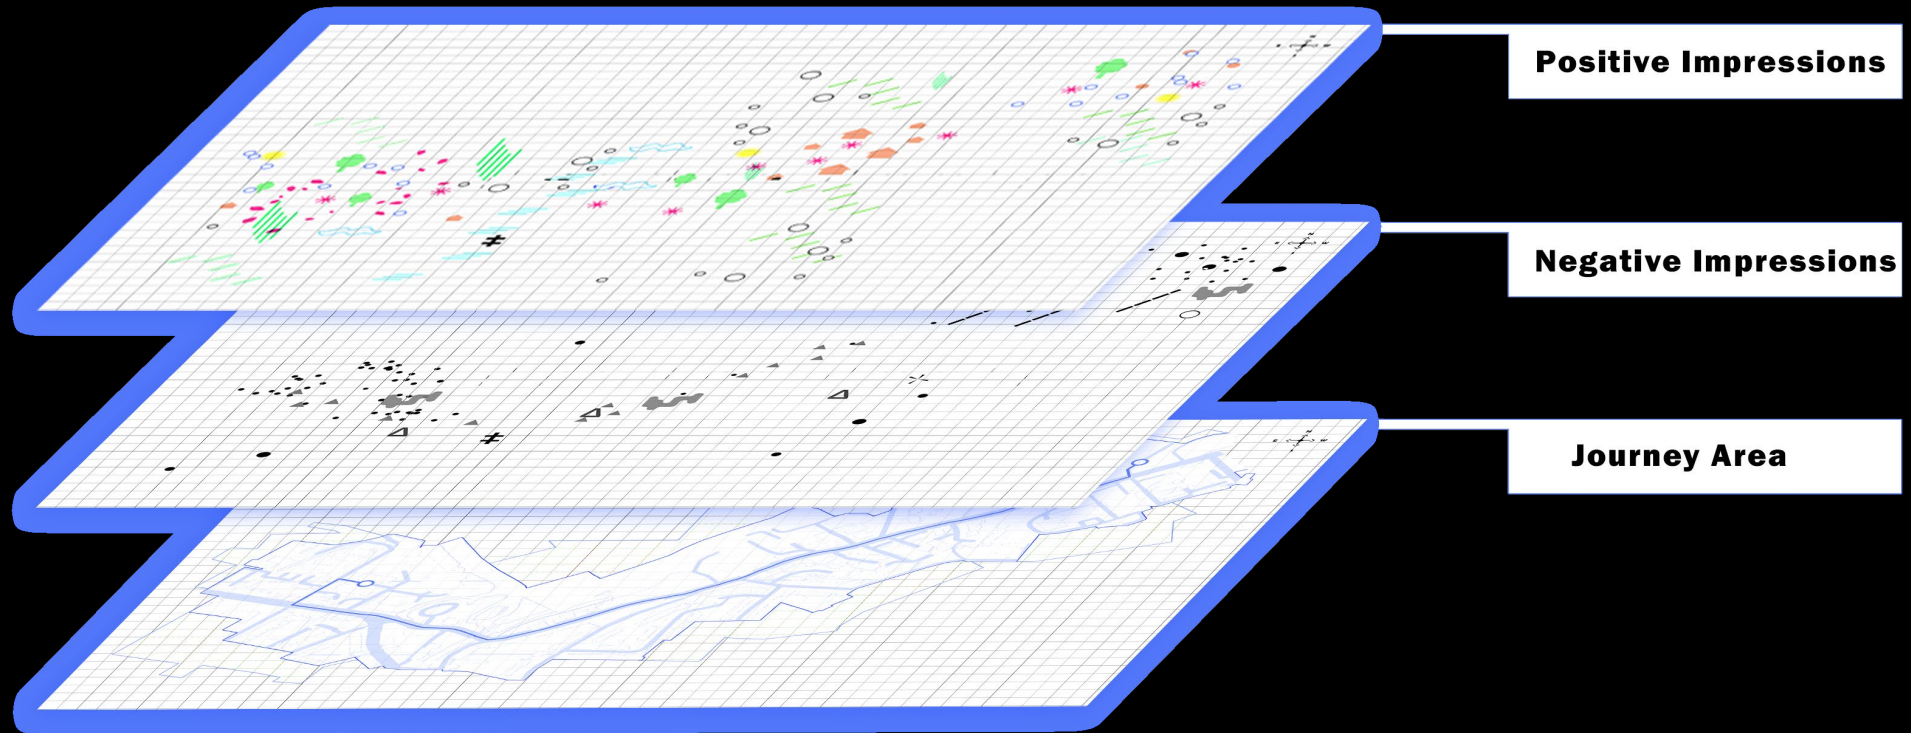 Positive Impressions
Negative Impressions
Journey Area